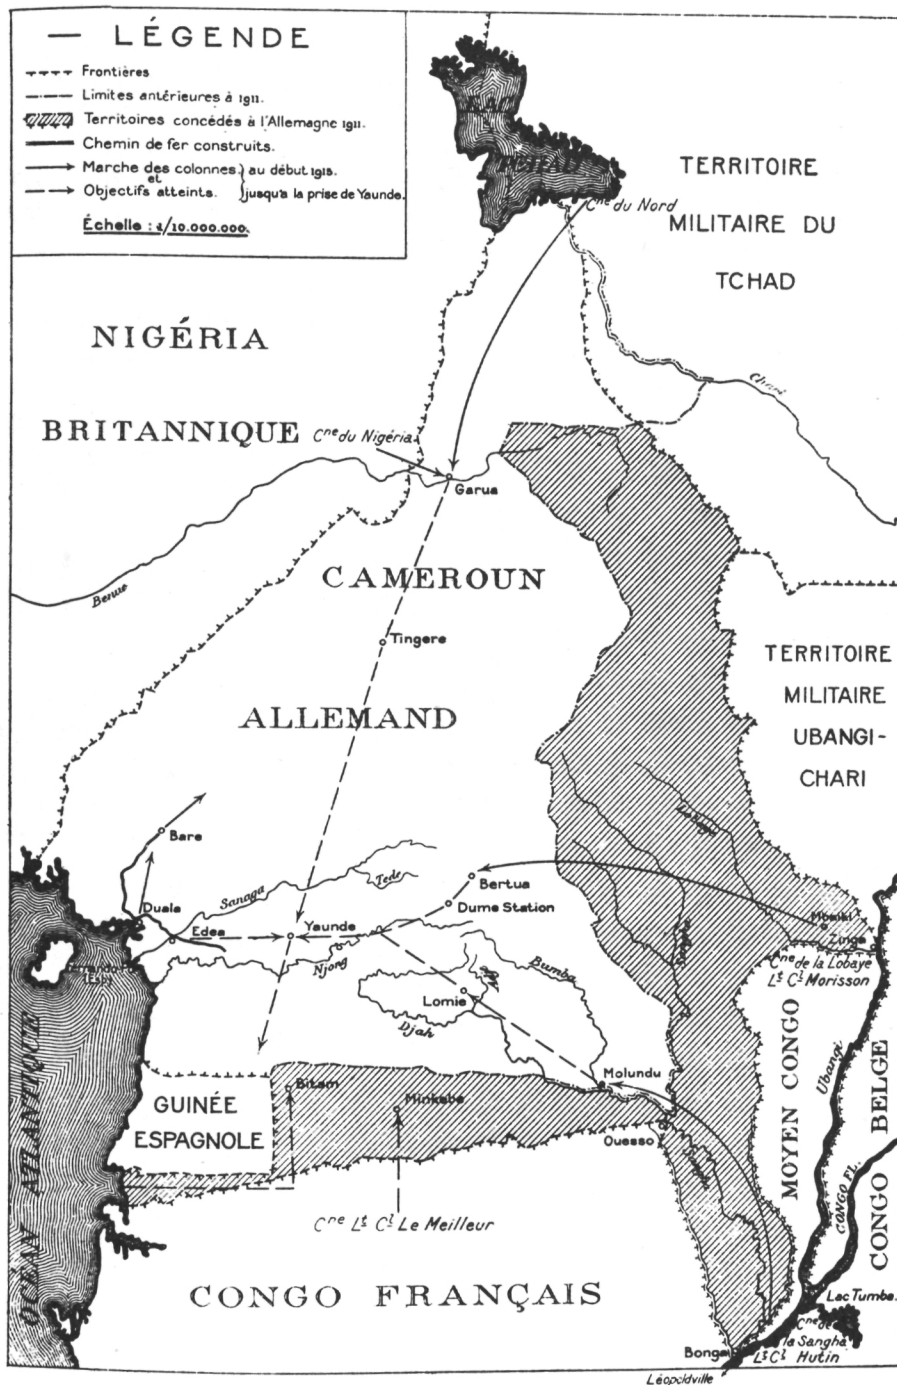 — LÉGENDE
Frontières
Limites antérieures à 1911.
Territoires concédés à l'Allemagne 1911.
Chemin de fer construits.
Marche des colonnes } au début 1915.
et
Objectifs atteints. } jusqu'a la prise de Yaunde.
Échelle : 1/10.000.000.
LAC
TCHAD
Cne du Nord
TERRITOIRE
MILITAIRE DU
TCHAD
NIGÉRIA
BRITANNIQUE
Cne du Nigéria
Chari
Garua
Benue
CAMEROUN
Tingere
ALLEMAND
TERRITOIRE
MILITAIRE
UBANGI-
CHARI
Bare
Duala
Edea
Sanaga
Tede
Bertua
Dume Station
Yaunde
Njong
Bumba
Lomie
Djah
Mbaiki
Zinga
Cne de la Lobaye
Lt Cl Morisson
(Esp)
Molundu
Bitam
Minkebe
Ouesso
GUINÉE
ESPAGNOLE
Cne Lt Cl Le Meilleur
CONGO FRANÇAIS
OCÉAN ATLANTIQUE
MOYEN CONGO
Ubangi
CONGO FL.
CONGO BELGE
Lac Tumba.
Cne de
la Sangha
Lt Cl Hutin
Bonga
Léopoldville